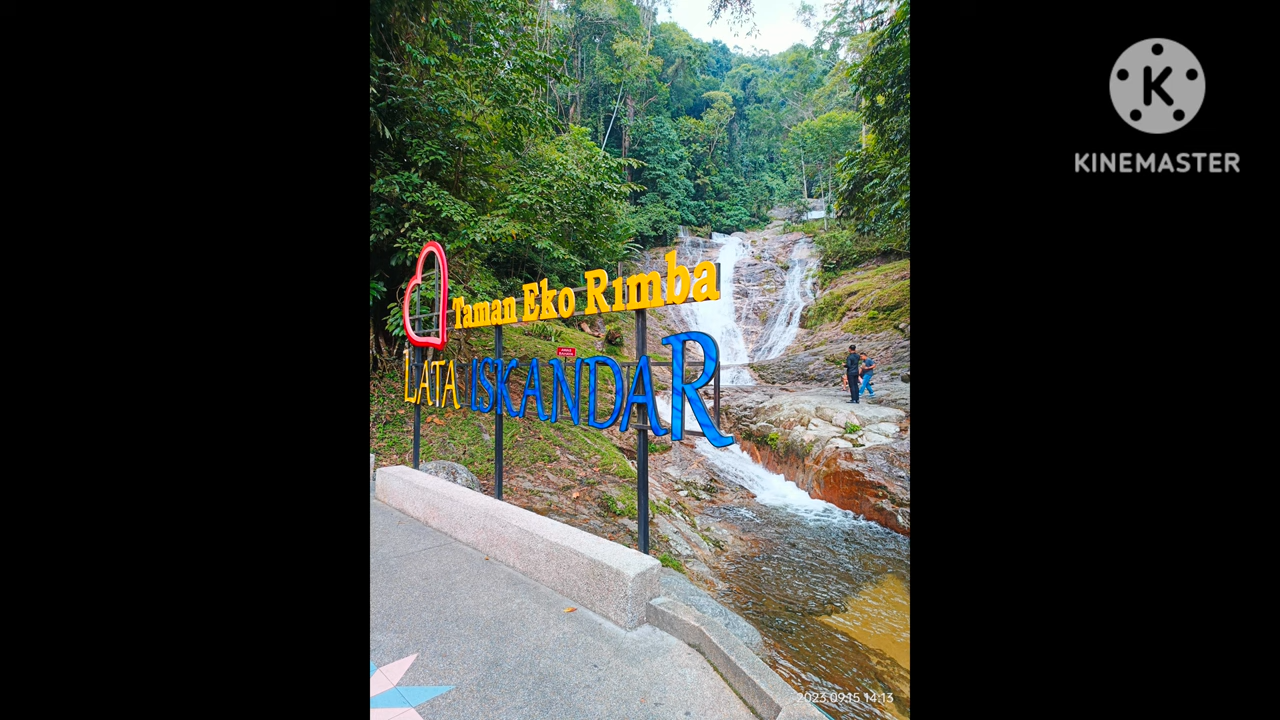 K
KINEMASTER
Taman Eko Rimba
LATA ISKANDAR
2023.09.15 14:13